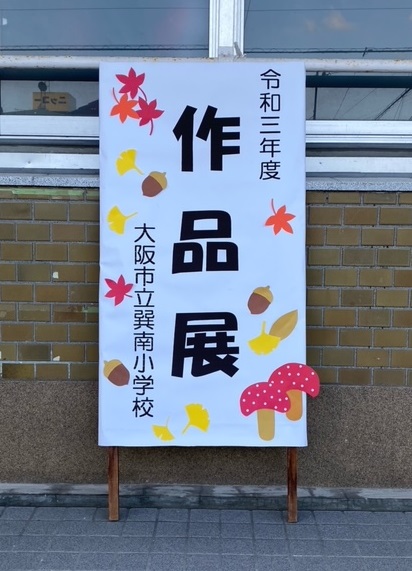 令和三年度
作品展
大阪市立巽南小学校